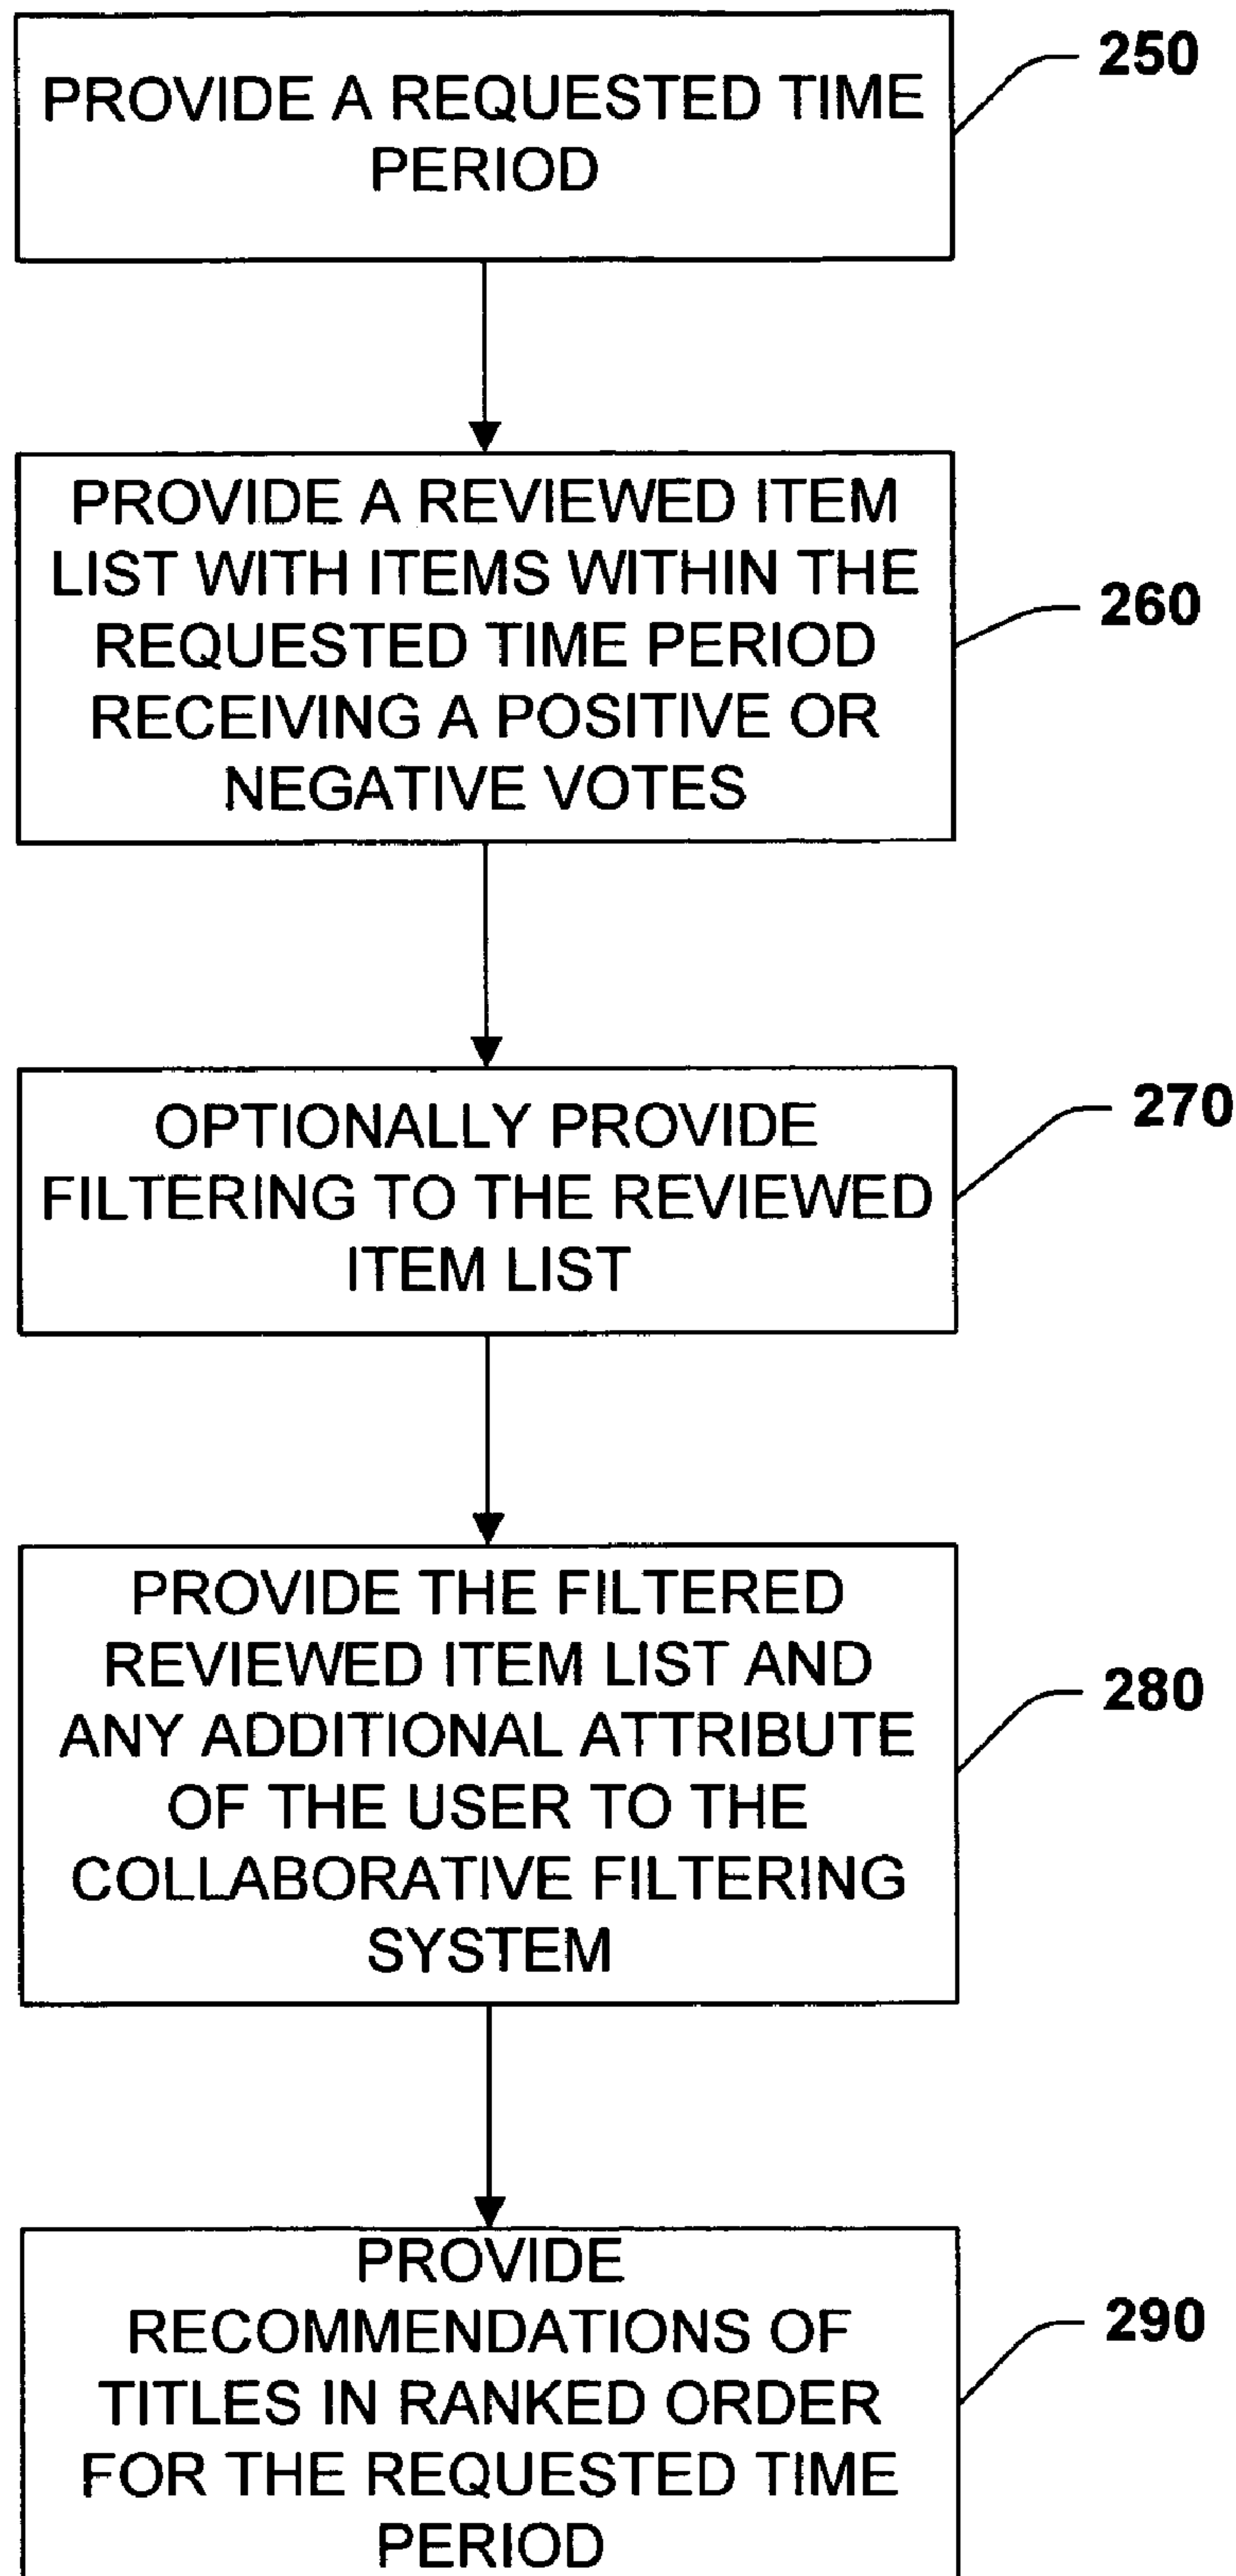 PROVIDE A REQUESTED TIME
PERIOD
250
PROVIDE A REVIEWED ITEM
LIST WITH ITEMS WITHIN THE
REQUESTED TIME PERIOD
RECEIVING A POSITIVE OR
NEGATIVE VOTES
260
OPTIONALLY PROVIDE
FILTERING TO THE REVIEWED
ITEM LIST
270
PROVIDE THE FILTERED
REVIEWED ITEM LIST AND
ANY ADDITIONAL ATTRIBUTE
OF THE USER TO THE
COLLABORATIVE FILTERING
SYSTEM
280
PROVIDE
RECOMMENDATIONS OF
TITLES IN RANKED ORDER
FOR THE REQUESTED TIME
PERIOD
290